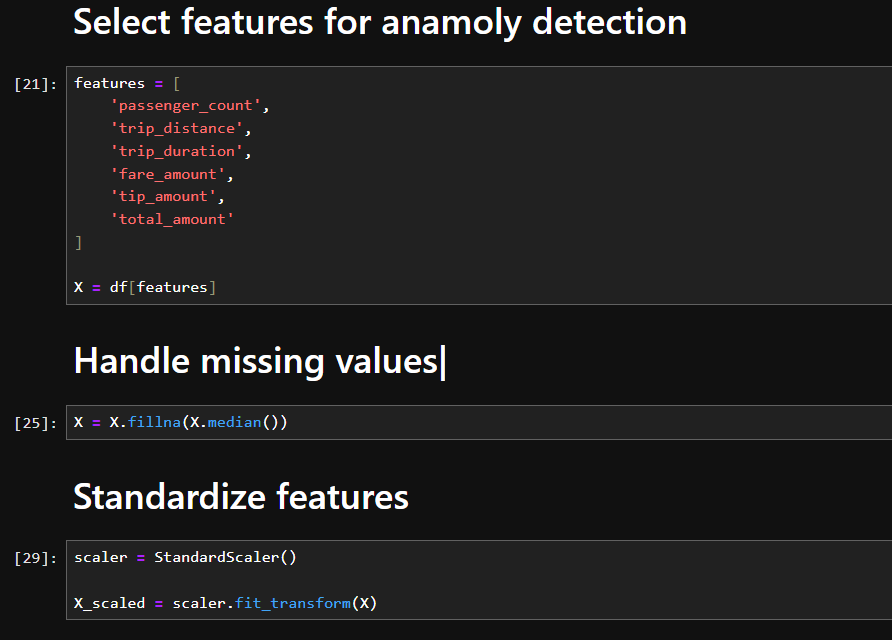 Select features for anamoly detection
[21]: features = [
    'passenger_count',
    'trip_distance',
    'trip_duration',
    'fare_amount',
    'tip_amount',
    'total_amount'
]
X = df[features]
Handle missing values
[25]: X = X.fillna(X.median())
Standardize features
[29]: scaler = StandardScaler()
X_scaled = scaler.fit_transform(X)